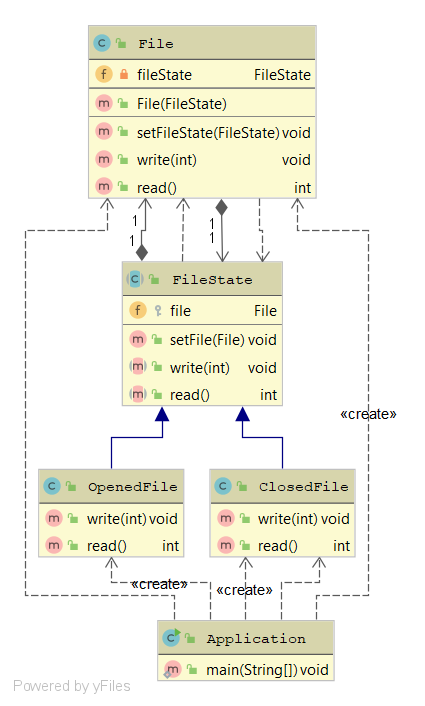 File
fileState FileState
File(FileState)
setFileState(FileState) void
write(int) void
read() int
1 1
1 1
FileState
file File
setFile(File) void
write(int) void
read() int
«create»
OpenedFile
write(int) void
read() int
ClosedFile
write(int) void
read() int
«create»
«create»
Application
main(String[]) void
Powered by yFiles